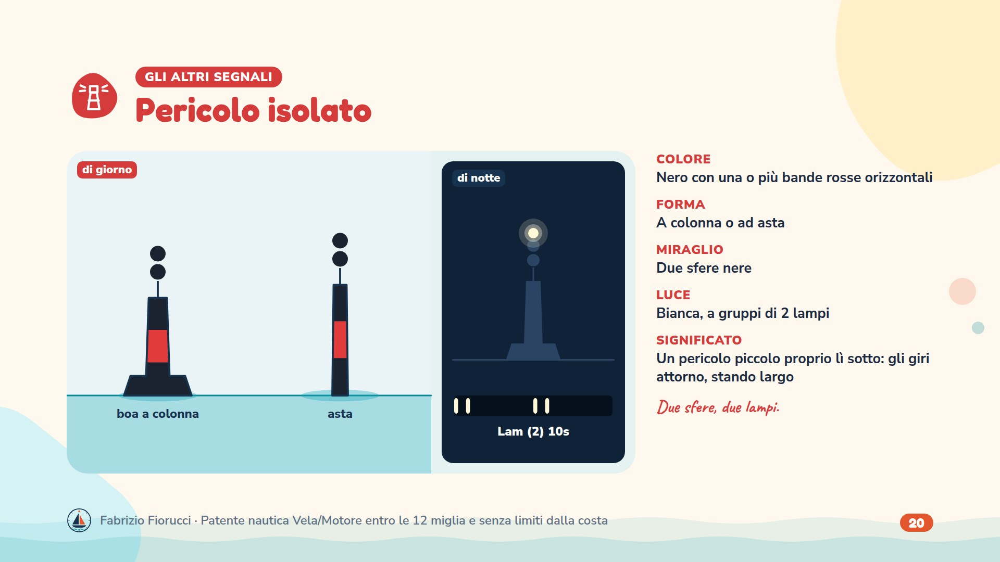 GLI ALTRI SEGNALI
Pericolo isolato
di giorno
boa a colonna
asta
di notte
Lam (2) 10s
COLORE
Nero con una o più bande rosse orizzontali
FORMA
A colonna o ad asta
MIRAGLIO
Due sfere nere
LUCE
Bianca, a gruppi di 2 lampi
SIGNIFICATO
Un pericolo piccolo proprio lì sotto: gli giri
attorno, stando largo
Due sfere, due lampi.
Fabrizio Fiorucci · Patente nautica Vela/Motore entro le 12 miglia e senza limiti dalla costa
20